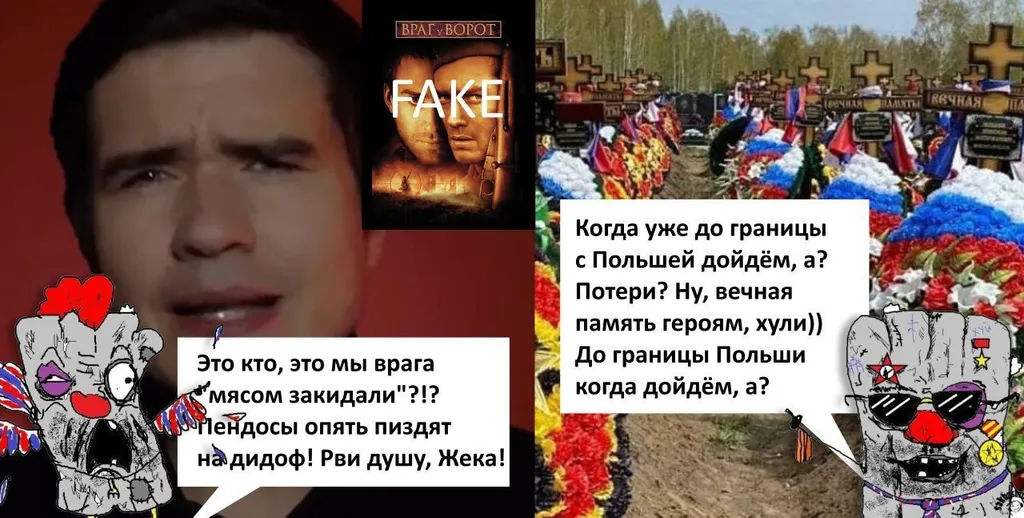 ВРАГ У ВОРОТ
FAKE
Это кто, это мы врага
"мясом закидали"?!?
Пендосы опять пиздят
на дидоф! Рви душу, Жека!
ВЕЧНАЯ ПАМЯТЬ
ВЕЧНАЯ
Когда уже до границы
с Польшей дойдём, а?
Потери? Ну, вечная
память героям, хули))
До границы Польши
когда дойдём, а?